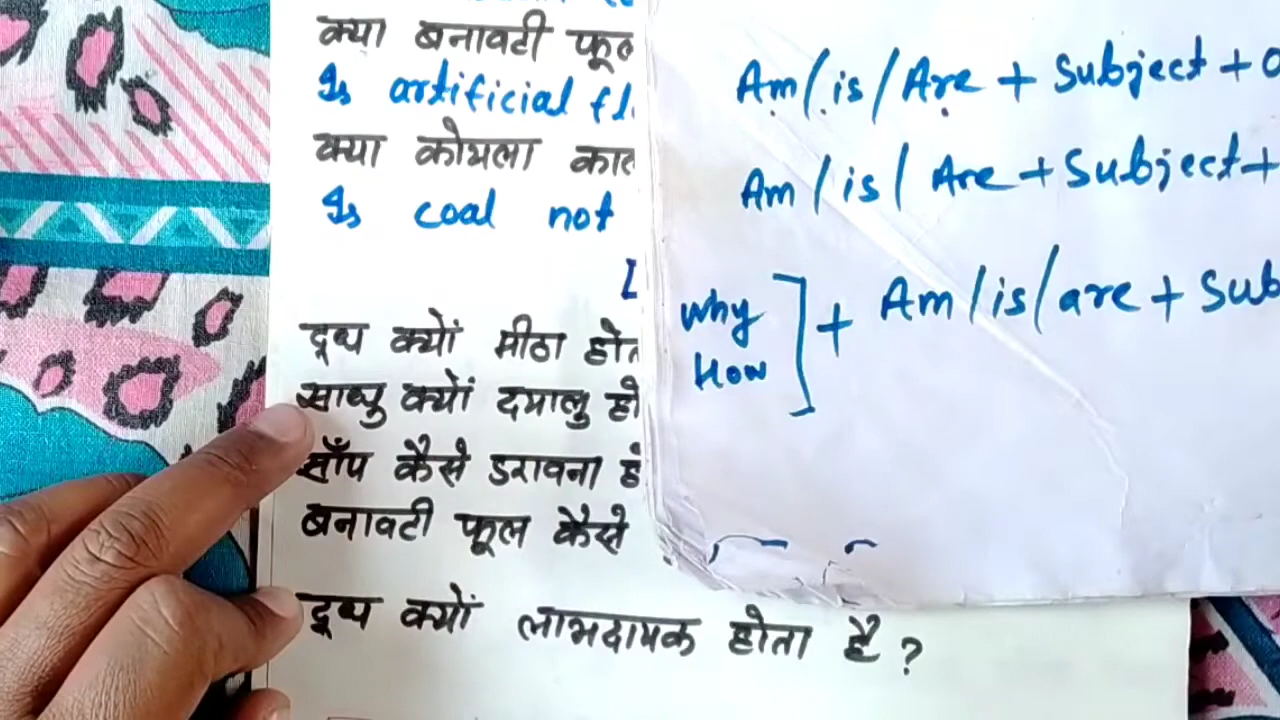 क्या बनावटी फूल
Is artificial fl
क्या कोयला काल
Is coal not
दूध क्यों मीठा होत
साधु क्यों दयालु हो
साँप कैसे डरावना हो
बनावटी फूल कैसे
दूध क्यों लाभदायक होता है ?
Am / is / Are + Subject + O
Am / is / Are + Subject +
Why
How ] + Am / is / are + Sub